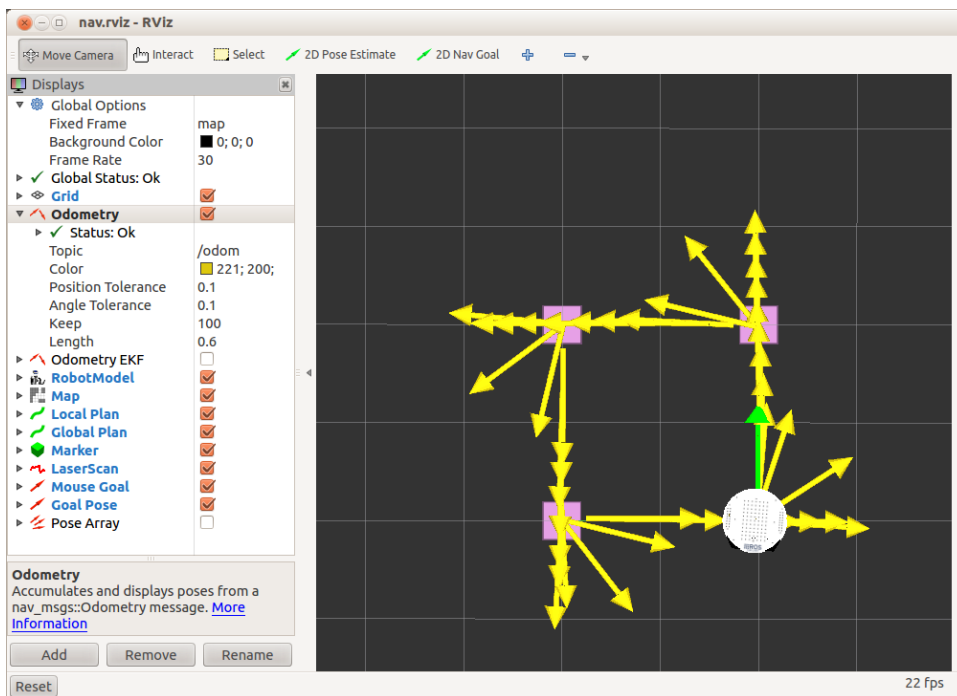 nav.rviz - RViz
Move Camera Interact Select 2D Pose Estimate 2D Nav Goal
Displays
Global Options
Fixed Frame map
Background Color 0; 0; 0
Frame Rate 30
Global Status: Ok
Grid
Odometry
Status: Ok
Topic /odom
Color 221; 200;
Position Tolerance 0.1
Angle Tolerance 0.1
Keep 100
Length 0.6
Odometry EKF
RobotModel
Map
Local Plan
Global Plan
Marker
LaserScan
Mouse Goal
Goal Pose
Pose Array
Odometry
Accumulates and displays poses from a
nav_msgs::Odometry message. More
Information
Add Remove Rename
Reset 22 fps